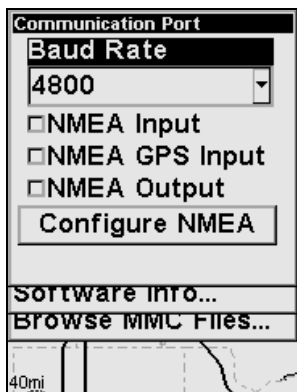 Communication Port
Baud Rate
4800
NMEA Input
NMEA GPS Input
NMEA Output
Configure NMEA
Software Info...
Browse MMC Files...
40mi